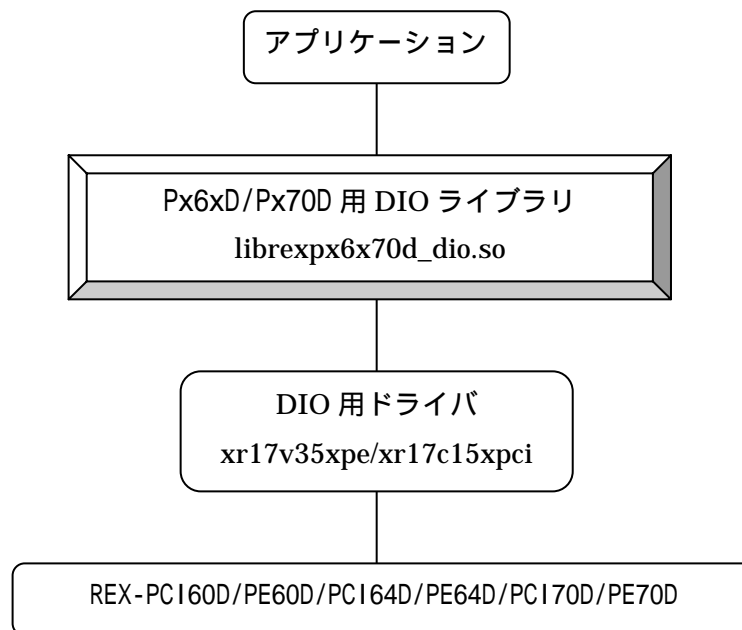 アプリケーション
Px6xD/Px70D 用 DIO ライブラリ
librexpx6x70d_dio.so
DIO 用ドライバ
xr17v35xpe/xr17c15xpci
REX-PCI60D/PE60D/PCI64D/PE64D/PCI70D/PE70D